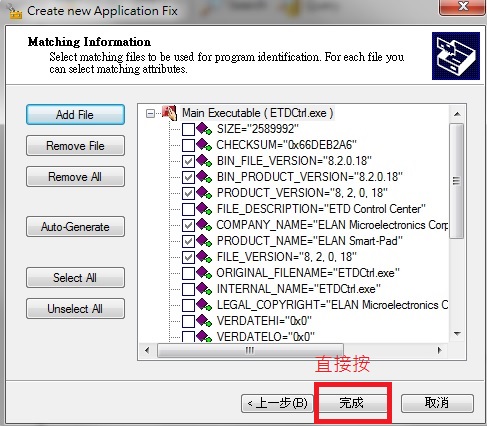 Create new Application Fix
Matching Information
Select matching files to be used for program identification. For each file you
can select matching attributes.
Add File
Remove File
Remove All
Auto-Generate
Select All
Unselect All
Main Executable ( ETDCtrl.exe )
SIZE="2589992"
CHECKSUM="0x66DEB2A6"
BIN_FILE_VERSION="8.2.0.18"
BIN_PRODUCT_VERSION="8.2.0.18"
PRODUCT_VERSION="8, 2, 0, 18"
FILE_DESCRIPTION="ETD Control Center"
COMPANY_NAME="ELAN Microelectronics Corp
PRODUCT_NAME="ELAN Smart-Pad"
FILE_VERSION="8, 2, 0, 18"
ORIGINAL_FILENAME="ETDCtrl.exe"
INTERNAL_NAME="ETDCtrl.exe"
LEGAL_COPYRIGHT="ELAN Microelectronics C
VERDATEHI="0x0"
VERDATELO="0x0"
直接按
<上一步(B)
完成
取消